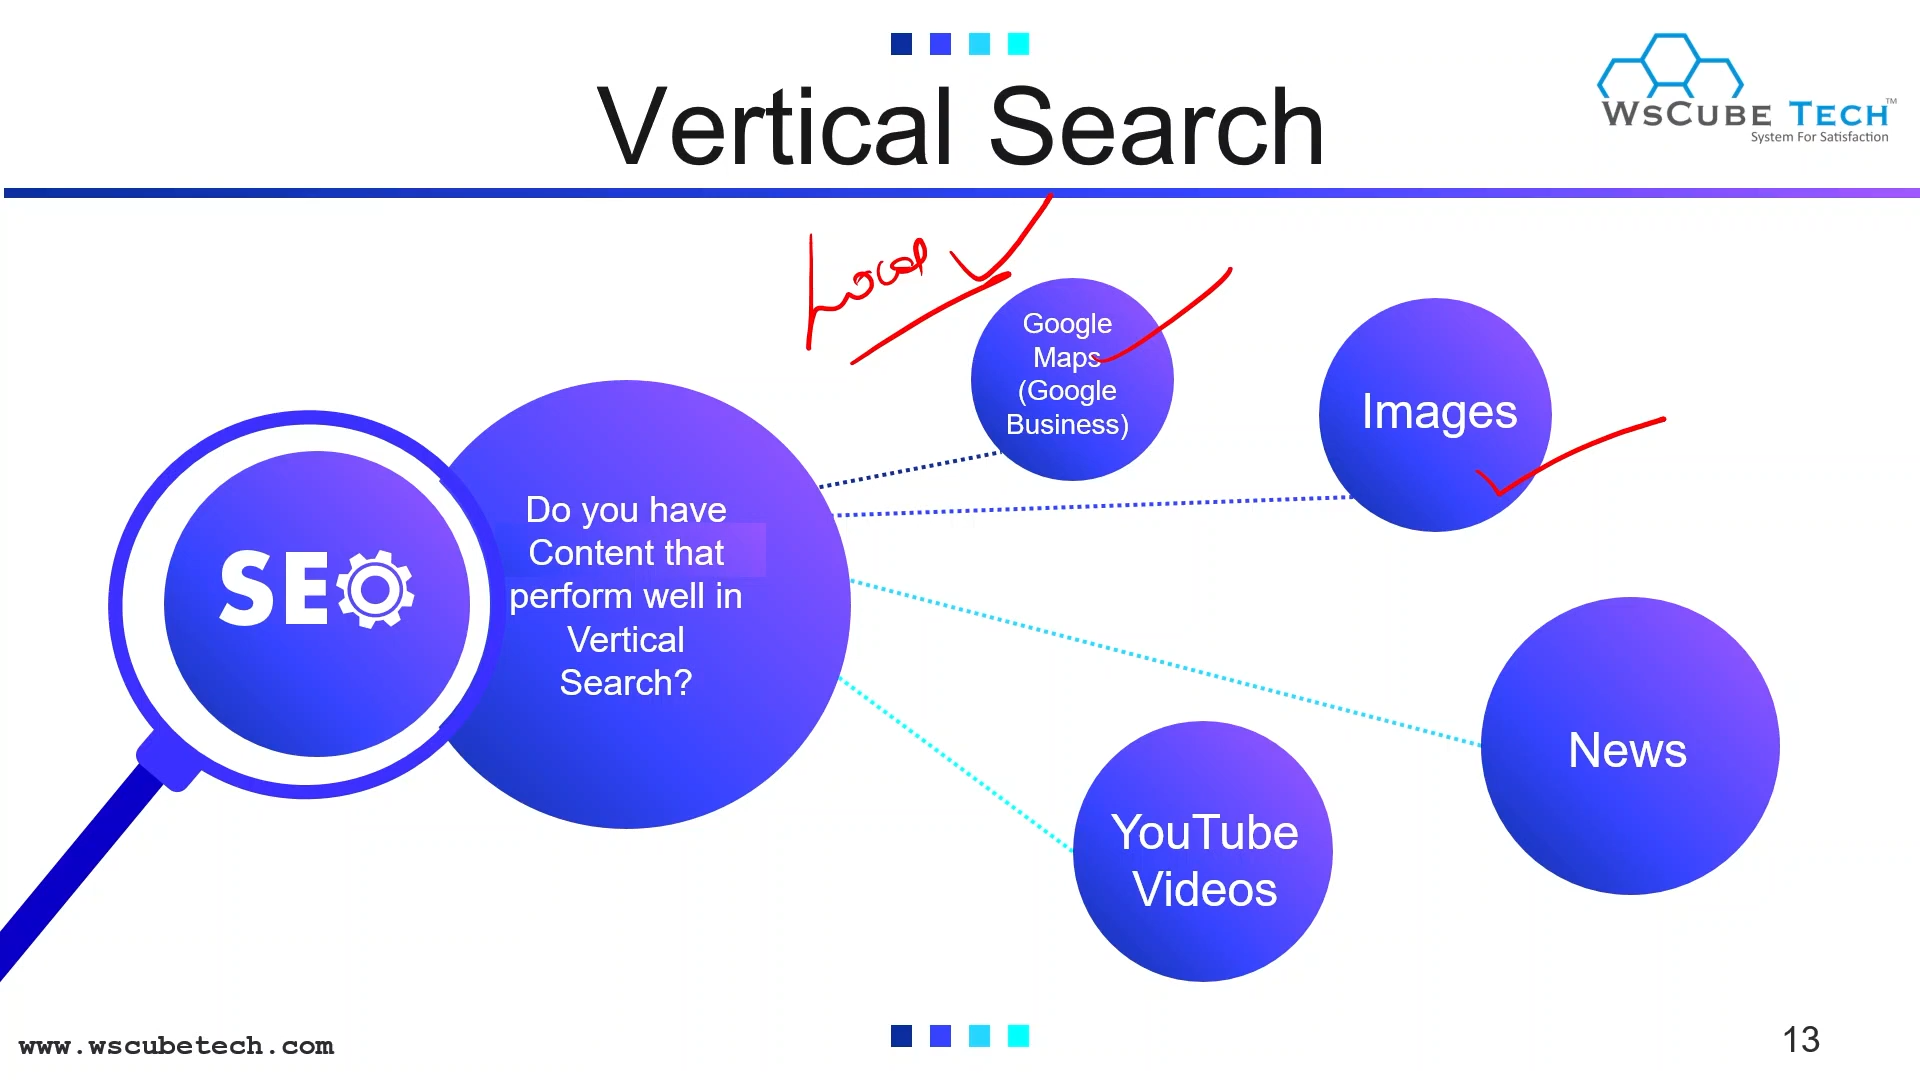 Vertical Search
WSCUBE TECH™
System For Satisfaction
Local
Google
Maps
(Google
Business)
Images
SEO
Do you have
Content that
perform well in
Vertical
Search?
News
YouTube
Videos
www.wscubetech.com
13